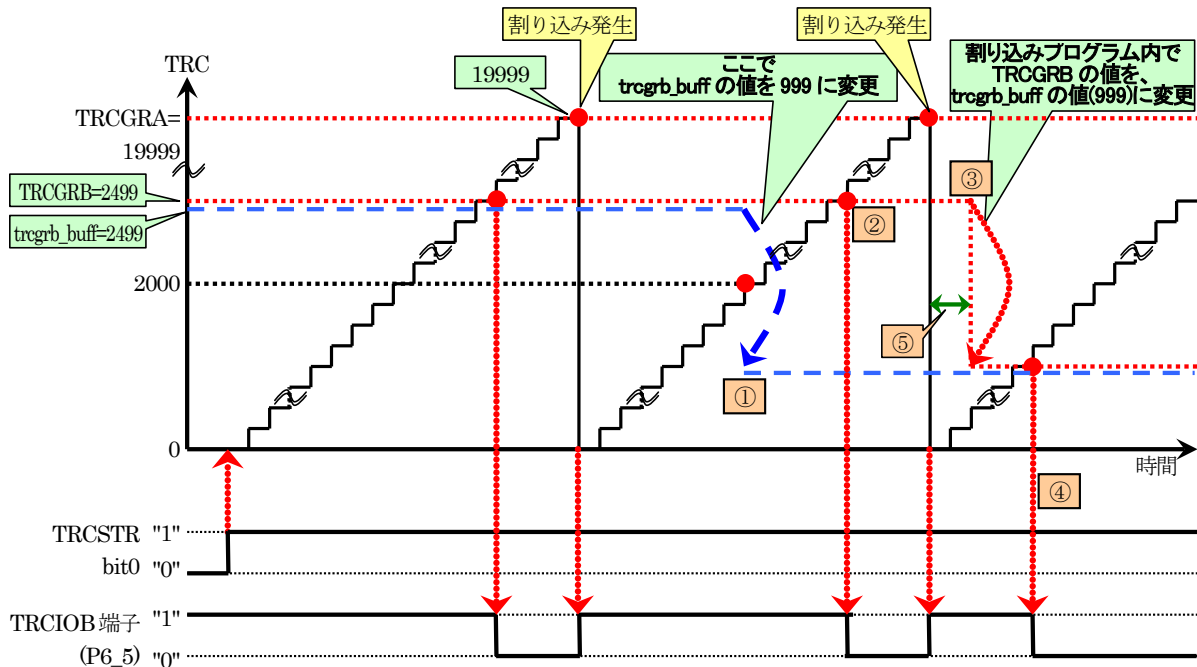 割り込み発生
割り込み発生
TRC
19999
ここで
trcgrb_buff の値を 999 に変更
割り込みプログラム内で
TRCGRB の値を、
trcgrb_buff の値(999)に変更
TRCGRA=
19999
TRCGRB=2499
trcgrb_buff=2499
③
②
2000
⑤
①
0
時間
④
TRCSTR "1"
bit0 "0"
TRCIOB 端子 "1"
(P6_5) "0"